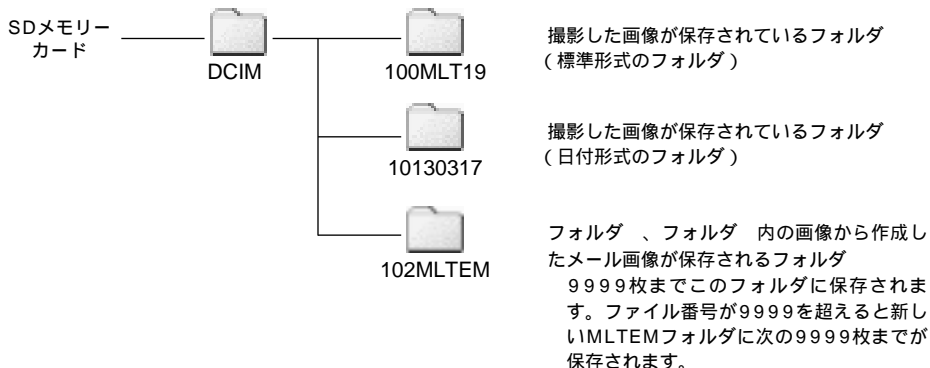 SDメモリー
カード
DCIM
100MLT19
撮影した画像が保存されているフォルダ
(標準形式のフォルダ)
10130317
撮影した画像が保存されているフォルダ
(日付形式のフォルダ)
102MLTEM
フォルダ 、フォルダ 内の画像から作成し
たメール画像が保存されるフォルダ
9999枚までこのフォルダに保存されま
す。ファイル番号が9999を超えると新し
いMLTEMフォルダに次の9999枚までが
保存されます。